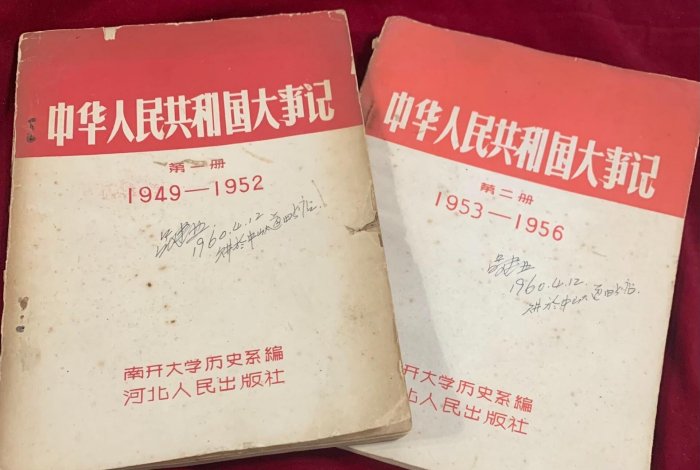 中华人民共和国大事记
第一册
1949—1952
1960.4.12
南开大学历史系編
河北人民出版社
中华人民共和国大事记
第二册
1953—1956
1960.4.12.
开大学历史系編
北人民出版社